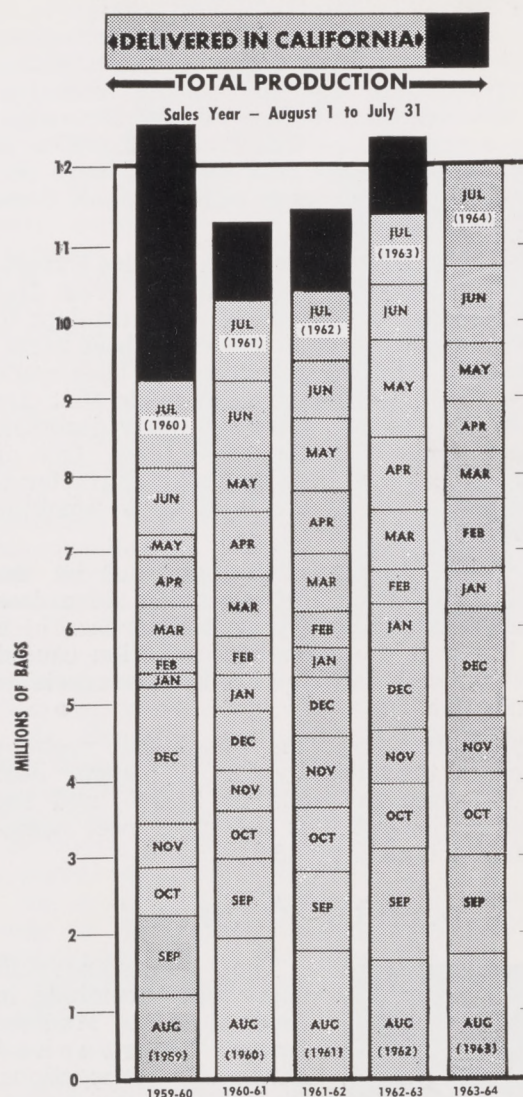 DELIVERED IN CALIFORNIA
TOTAL PRODUCTION
Sales Year – August 1 to July 31
MILLIONS OF BAGS
12
11
10
9
8
7
6
5
4
3
2
1
0
JUL
(1960)
JUN
MAY
APR
MAR
FEB
JAN
DEC
NOV
OCT
SEP
AUG
(1959)
1959-60
JUL
(1961)
JUN
MAY
APR
MAR
FEB
JAN
DEC
NOV
OCT
SEP
AUG
(1960)
1960-61
JUL
(1962)
JUN
MAY
APR
MAR
FEB
JAN
DEC
NOV
OCT
SEP
AUG
(1961)
1961-62
JUL
(1963)
JUN
MAY
APR
MAR
FEB
JAN
DEC
NOV
OCT
SEP
AUG
(1962)
1962-63
JUL
(1964)
JUN
MAY
APR
MAR
FEB
JAN
DEC
NOV
OCT
SEP
AUG
(1963)
1963-64